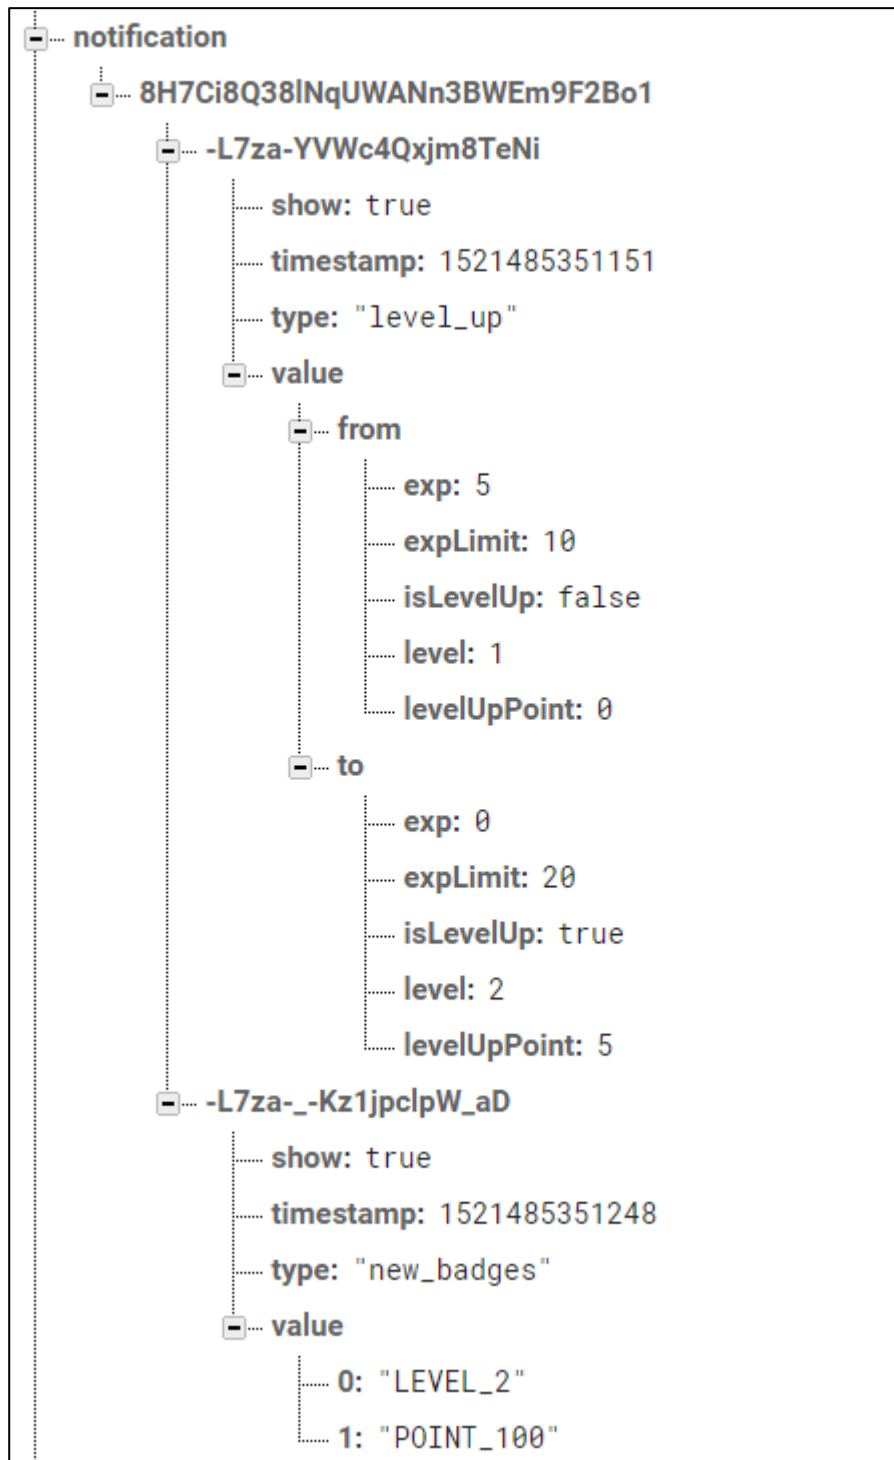 notification
8H7Ci8Q38lNqUWANn3BWEm9F2Bo1
-L7za-YVWc4Qxjm8TeNi
show: true
timestamp: 1521485351151
type: "level_up"
value
from
exp: 5
expLimit: 10
isLevelUp: false
level: 1
levelUpPoint: 0
to
exp: 0
expLimit: 20
isLevelUp: true
level: 2
levelUpPoint: 5
-L7za-_-Kz1jpclpW_aD
show: true
timestamp: 1521485351248
type: "new_badges"
value
0: "LEVEL_2"
1: "POINT_100"